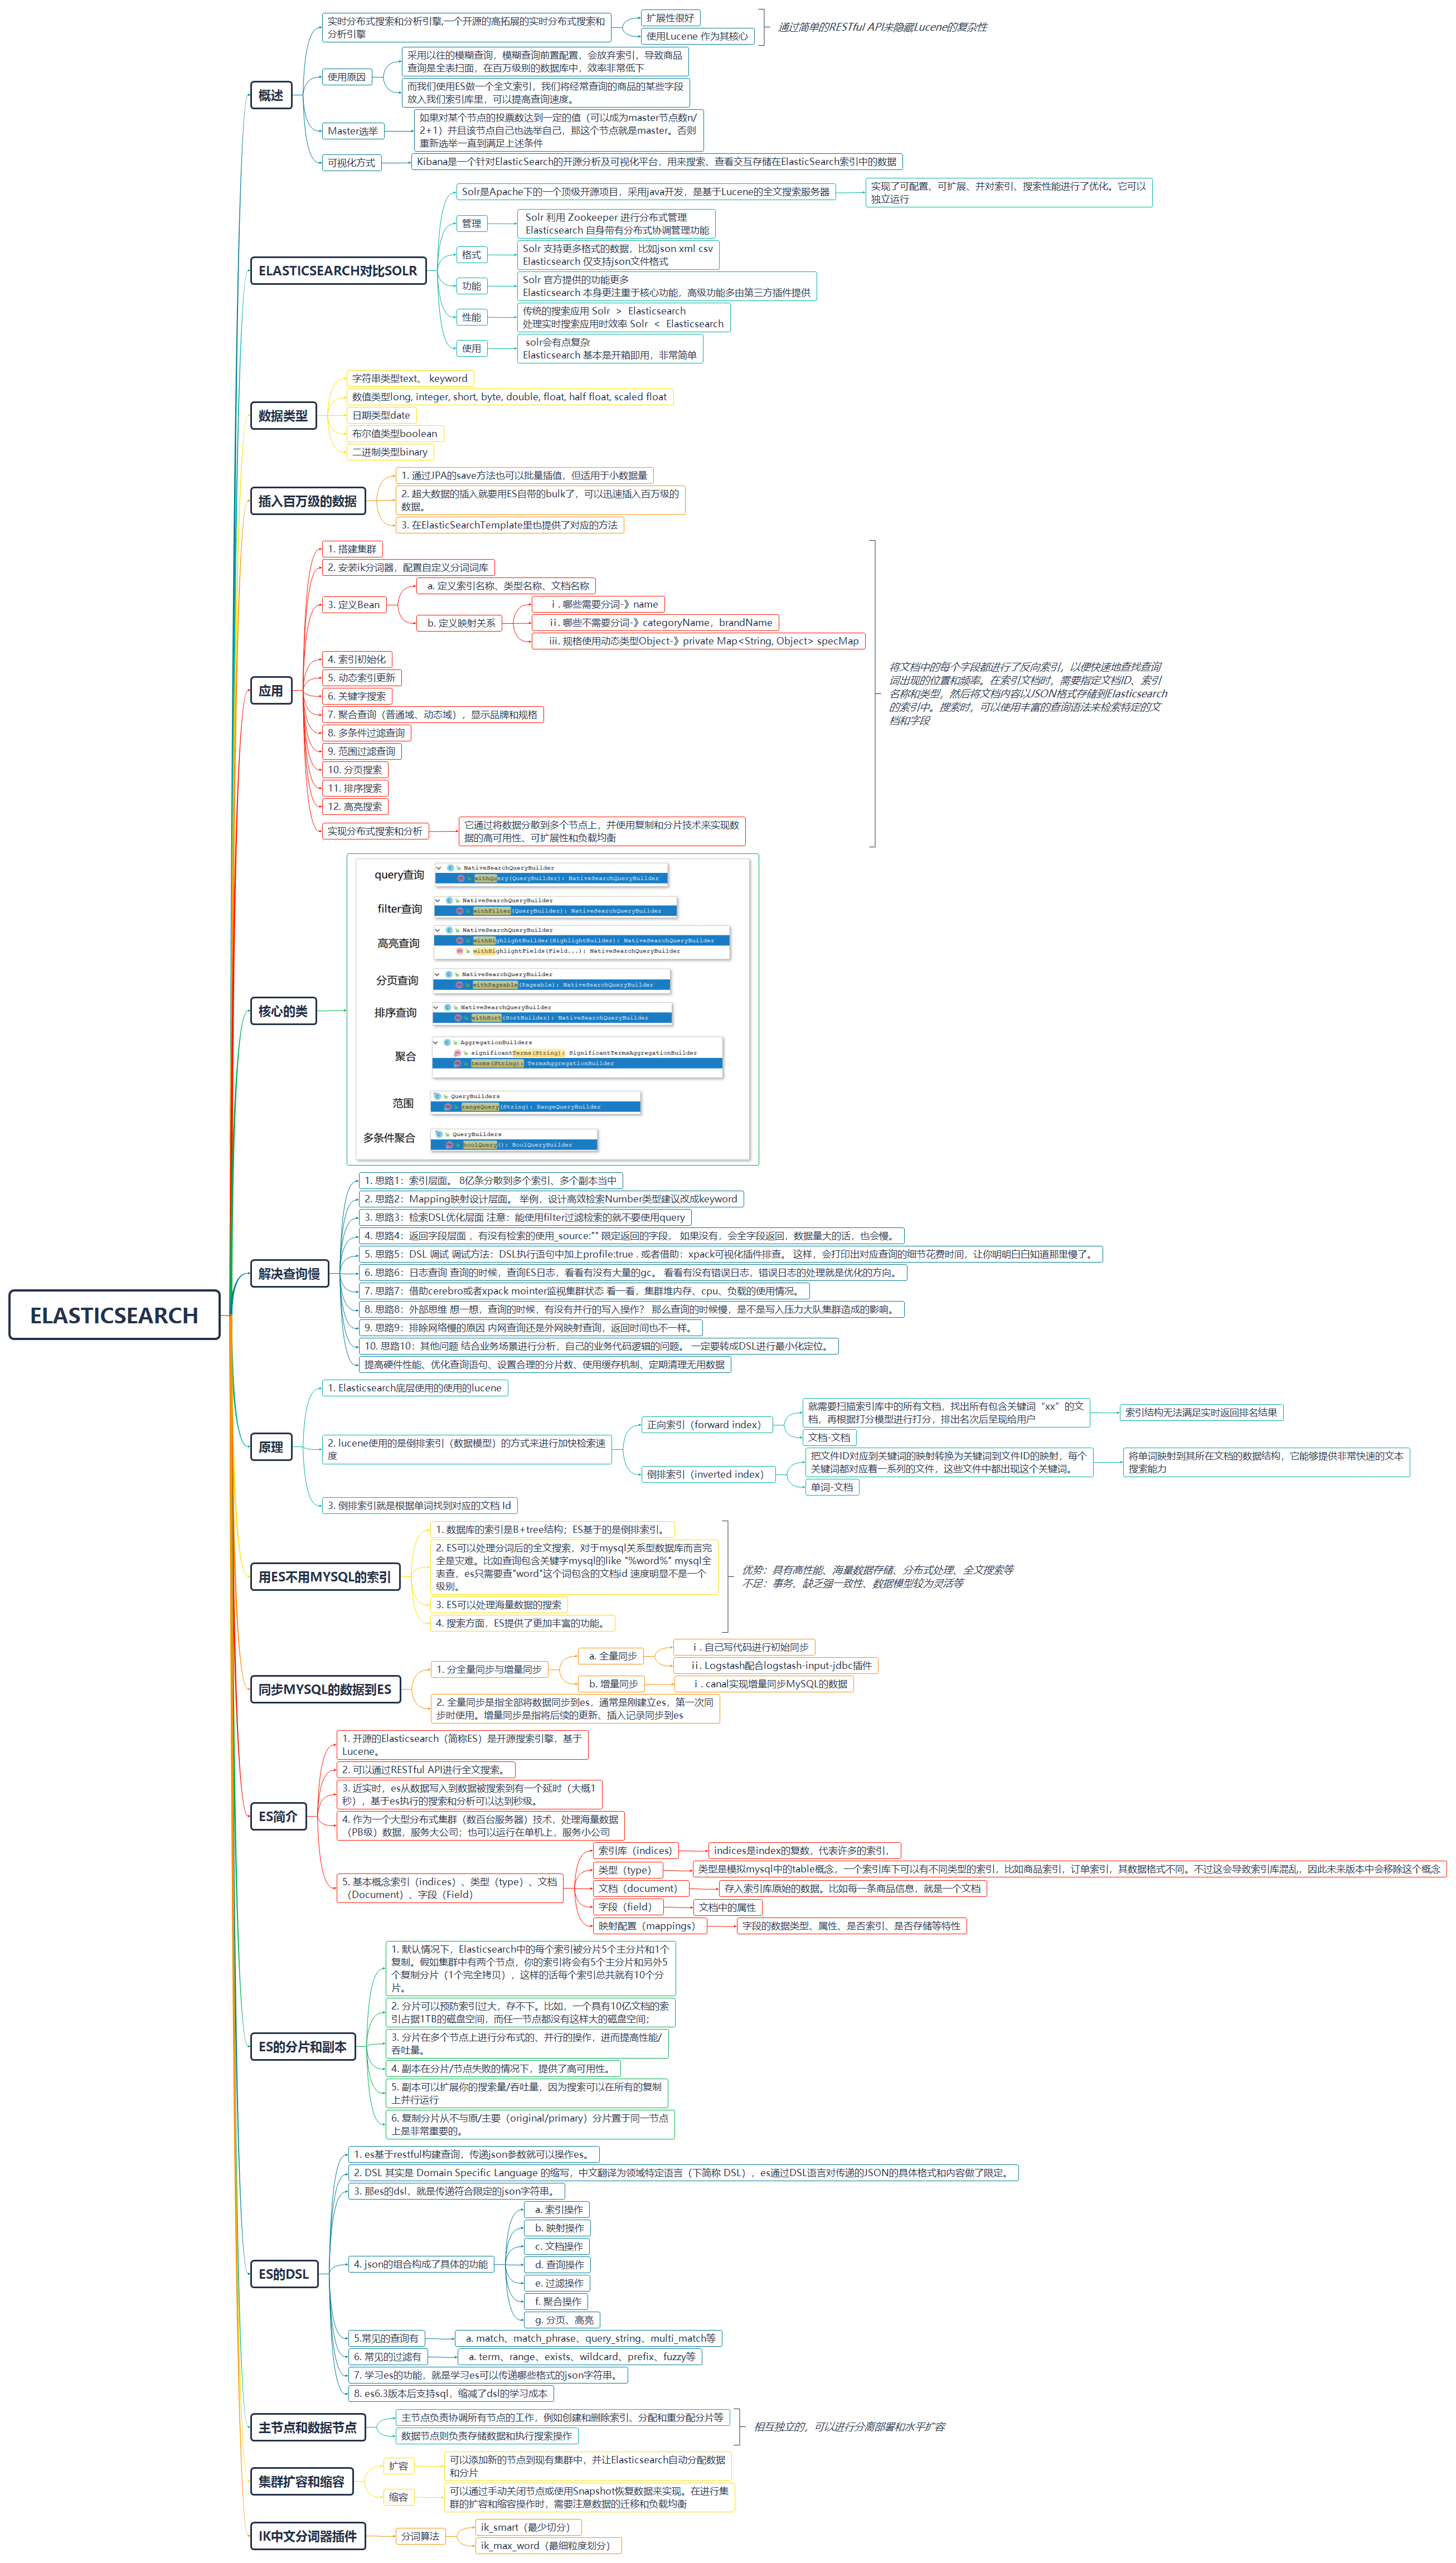 ELASTICSEARCH
概述
实时分布式搜索和分析引擎,一个开源的高拓展的实时分布式搜索和
分析引擎
扩展性很好
使用Lucene 作为其核心
通过简单的RESTful API来隐藏Lucene的复杂性
使用原因
采用以往的模糊查询，模糊查询前置配置，会放弃索引，导致商品
查询是全表扫面，在百万级别的数据库中，效率非常低下
而我们使用ES做一个全文索引，我们将经常查询的商品的某些字段
放入我们索引库里，可以提高查询速度。
Master选举
如果对某个节点的投票数达到一定的值（可以成为master节点数n/
2+1）并且该节点自己也选举自己，那这个节点就是master。否则
重新选举一直到满足上述条件
可视化方式
Kibana是一个针对ElasticSearch的开源分析及可视化平台，用来搜索、查看交互存储在ElasticSearch索引中的数据
ELASTICSEARCH对比SOLR
Solr是Apache下的一个顶级开源项目，采用java开发，是基于Lucene的全文搜索服务器
实现了可配置、可扩展、并对索引、搜索性能进行了优化。它可以
独立运行
管理
Solr 利用 Zookeeper 进行分布式管理
Elasticsearch 自身带有分布式协调管理功能
格式
Solr 支持更多格式的数据，比如json xml csv
Elasticsearch 仅支持json文件格式
功能
Solr 官方提供的功能更多
Elasticsearch 本身更注重于核心功能，高级功能多由第三方插件提供
性能
传统的搜索应用 Solr > Elasticsearch
处理实时搜索应用时效率 Solr < Elasticsearch
使用
solr会有点复杂
Elasticsearch 基本是开箱即用，非常简单
数据类型
字符串类型text、 keyword
数值类型long, integer, short, byte, double, float, half float, scaled float
日期类型date
布尔值类型boolean
二进制类型binary
插入百万级的数据
1. 通过JPA的save方法也可以批量插值，但适用于小数据量
2. 超大数据的插入就要用ES自带的bulk了，可以迅速插入百万级的
数据。
3. 在ElasticSearchTemplate里也提供了对应的方法
应用
1. 搭建集群
2. 安装ik分词器，配置自定义分词词库
3. 定义Bean
a. 定义索引名称、类型名称、文档名称
b. 定义映射关系
ⅰ. 哪些需要分词-》name
ⅱ. 哪些不需要分词-》categoryName，brandName
ⅲ. 规格使用动态类型Object-》private Map<String, Object> specMap
4. 索引初始化
5. 动态索引更新
6. 关键字搜索
7. 聚合查询（普通域、动态域），显示品牌和规格
8. 多条件过滤查询
9. 范围过滤查询
10. 分页搜索
11. 排序搜索
12. 高亮搜索
实现分布式搜索和分析
它通过将数据分散到多个节点上，并使用复制和分片技术来实现数
据的高可用性、可扩展性和负载均衡
将文档中的每个字段都进行了反向索引，以便快速地查找查询
词出现的位置和频率。在索引文档时，需要指定文档ID、索引
名称和类型，然后将文档内容以JSON格式存储到Elasticsearch
的索引中。搜索时，可以使用丰富的查询语法来检索特定的文
档和字段
核心的类
query查询
NativeSearchQueryBuilder
withQuery(QueryBuilder): NativeSearchQueryBuilder
filter查询
NativeSearchQueryBuilder
withFilter(QueryBuilder): NativeSearchQueryBuilder
高亮查询
NativeSearchQueryBuilder
withHighlightBuilder(HighlightBuilder): NativeSearchQueryBuilder
withHighlightFields(Field...): NativeSearchQueryBuilder
分页查询
NativeSearchQueryBuilder
withPageable(Pageable): NativeSearchQueryBuilder
排序查询
NativeSearchQueryBuilder
withSort(SortBuilder): NativeSearchQueryBuilder
聚合
AggregationBuilders
significantTerms(String): SignificantTermsAggregationBuilder
terms(String): TermsAggregationBuilder
范围
QueryBuilders
rangeQuery(String): RangeQueryBuilder
多条件聚合
QueryBuilders
boolQuery(): BoolQueryBuilder
解决查询慢
1. 思路1：索引层面。 8亿条分散到多个索引、多个副本当中
2. 思路2：Mapping映射设计层面。 举例，设计高效检索Number类型建议改成keyword
3. 思路3：检索DSL优化层面 注意：能使用filter过滤检索的就不要使用query
4. 思路4：返回字段层面 ，有没有检索的使用_source:"" 限定返回的字段， 如果没有，会全字段返回，数据量大的话，也会慢。
5. 思路5：DSL 调试 调试方法：DSL执行语句中加上profile:true . 或者借助：xpack可视化插件排查。 这样，会打印出对应查询的细节花费时间，让你明明白白知道那里慢了。
6. 思路6：日志查询 查询的时候，查询ES日志，看看有没有大量的gc。 看看有没有错误日志，错误日志的处理就是优化的方向。
7. 思路7：借助cerebro或者xpack mointer监视集群状态 看一看，集群堆内存、cpu、负载的使用情况。
8. 思路8：外部思维 想一想，查询的时候，有没有并行的写入操作？ 那么查询的时候慢，是不是写入压力大队集群造成的影响。
9. 思路9：排除网络慢的原因 内网查询还是外网映射查询，返回时间也不一样。
10. 思路10：其他问题 结合业务场景进行分析，自己的业务代码逻辑的问题。 一定要转成DSL进行最小化定位。
提高硬件性能、优化查询语句、设置合理的分片数、使用缓存机制、定期清理无用数据
原理
1. Elasticsearch底层使用的使用的lucene
2. lucene使用的是倒排索引（数据模型）的方式来进行加快检索速
度
正向索引（forward index）
就需要扫描索引库中的所有文档，找出所有包含关键词“xx”的文
档，再根据打分模型进行打分，排出名次后呈现给用户
索引结构无法满足实时返回排名结果
文档-文档
倒排索引（inverted index）
把文件ID对应到关键词的映射转换为关键词到文件ID的映射，每个
关键词都对应着一系列的文件，这些文件中都出现这个关键词。
将单词映射到其所在文档的数据结构，它能够提供非常快速的文本
搜索能力
单词-文档
3. 倒排索引就是根据单词找到对应的文档 Id
用ES不用MYSQL的索引
1. 数据库的索引是B+tree结构；ES基于的是倒排索引。
2. ES可以处理分词后的全文搜索，对于mysql关系型数据库而言完
全是灾难。比如查询包含关键字mysql的like "%word%" mysql全
表查，es只需要查"word"这个词包含的文档id 速度明显不是一个
级别。
3. ES可以处理海量数据的搜索
4. 搜索方面，ES提供了更加丰富的功能。
优势：具有高性能、海量数据存储、分布式处理、全文搜索等
不足：事务、缺乏强一致性、数据模型较为灵活等
同步MYSQL的数据到ES
1. 分全量同步与增量同步
a. 全量同步
ⅰ. 自己写代码进行初始同步
ⅱ. Logstash配合logstash-input-jdbc插件
b. 增量同步
ⅰ. canal实现增量同步MySQL的数据
2. 全量同步是指全部将数据同步到es，通常是刚建立es，第一次同
步时使用。增量同步是指将后续的更新、插入记录同步到es
ES简介
1. 开源的Elasticsearch（简称ES）是开源搜索引擎，基于
Lucene。
2. 可以通过RESTful API进行全文搜索。
3. 近实时，es从数据写入到数据被搜索到有一个延时（大概1
秒），基于es执行的搜索和分析可以达到秒级。
4. 作为一个大型分布式集群（数百台服务器）技术，处理海量数据
（PB级）数据，服务大公司；也可以运行在单机上，服务小公司
5. 基本概念索引（indices）、类型（type）、文档
（Document）、字段（Field）
索引库（indices）
indices是index的复数，代表许多的索引，
类型（type）
类型是模拟mysql中的table概念，一个索引库下可以有不同类型的索引，比如商品索引，订单索引，其数据格式不同。不过这会导致索引库混乱，因此未来版本中会移除这个概念
文档（document）
存入索引库原始的数据。比如每一条商品信息，就是一个文档
字段（field）
文档中的属性
映射配置（mappings）
字段的数据类型、属性、是否索引、是否存储等特性
ES的分片和副本
1. 默认情况下，Elasticsearch中的每个索引被分片5个主分片和1个
复制。假如集群中有两个节点，你的索引将会有5个主分片和另外5
个复制分片（1个完全拷贝），这样的话每个索引总共就有10个分
片。
2. 分片可以预防索引过大，存不下。比如，一个具有10亿文档的索
引占据1TB的磁盘空间，而任一节点都没有这样大的磁盘空间；
3. 分片在多个节点上进行分布式的、并行的操作，进而提高性能/
吞吐量。
4. 副本在分片/节点失败的情况下，提供了高可用性。
5. 副本可以扩展你的搜索量/吞吐量，因为搜索可以在所有的复制
上并行运行
6. 复制分片从不与原/主要（original/primary）分片置于同一节点
上是非常重要的。
ES的DSL
1. es基于restful构建查询，传递json参数就可以操作es。
2. DSL 其实是 Domain Specific Language 的缩写，中文翻译为领域特定语言（下简称 DSL），es通过DSL语言对传递的JSON的具体格式和内容做了限定。
3. 那es的dsl，就是传递符合限定的json字符串。
4. json的组合构成了具体的功能
a. 索引操作
b. 映射操作
c. 文档操作
d. 查询操作
e. 过滤操作
f. 聚合操作
g. 分页、高亮
5.常见的查询有
a. match、match_phrase、query_string、multi_match等
6. 常见的过滤有
a. term、range、exists、wildcard、prefix、fuzzy等
7. 学习es的功能，就是学习es可以传递哪些格式的json字符串。
8. es6.3版本后支持sql，缩减了dsl的学习成本
主节点和数据节点
主节点负责协调所有节点的工作，例如创建和删除索引、分配和重分配分片等
数据节点则负责存储数据和执行搜索操作
相互独立的，可以进行分离部署和水平扩容
集群扩容和缩容
扩容
可以添加新的节点到现有集群中，并让Elasticsearch自动分配数据
和分片
缩容
可以通过手动关闭节点或使用Snapshot恢复数据来实现。在进行集
群的扩容和缩容操作时，需要注意数据的迁移和负载均衡
IK中文分词器插件
分词算法
ik_smart（最少切分）
ik_max_word（最细粒度划分）